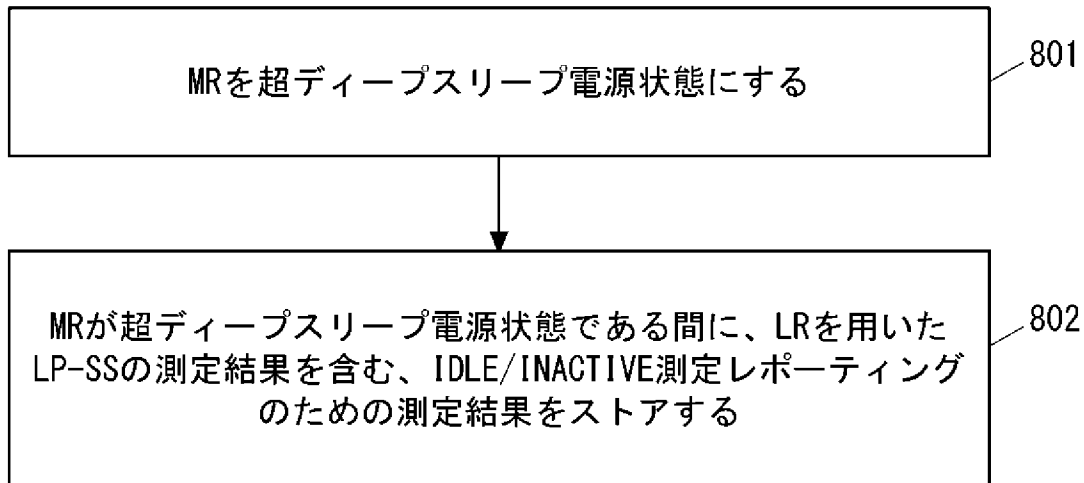 MRを超ディープスリープ電源状態にする
801
MRが超ディープスリープ電源状態である間に、LRを用いた
LP-SSの測定結果を含む、IDLE/INACTIVE測定レポーティング
のための測定結果をストアする
802